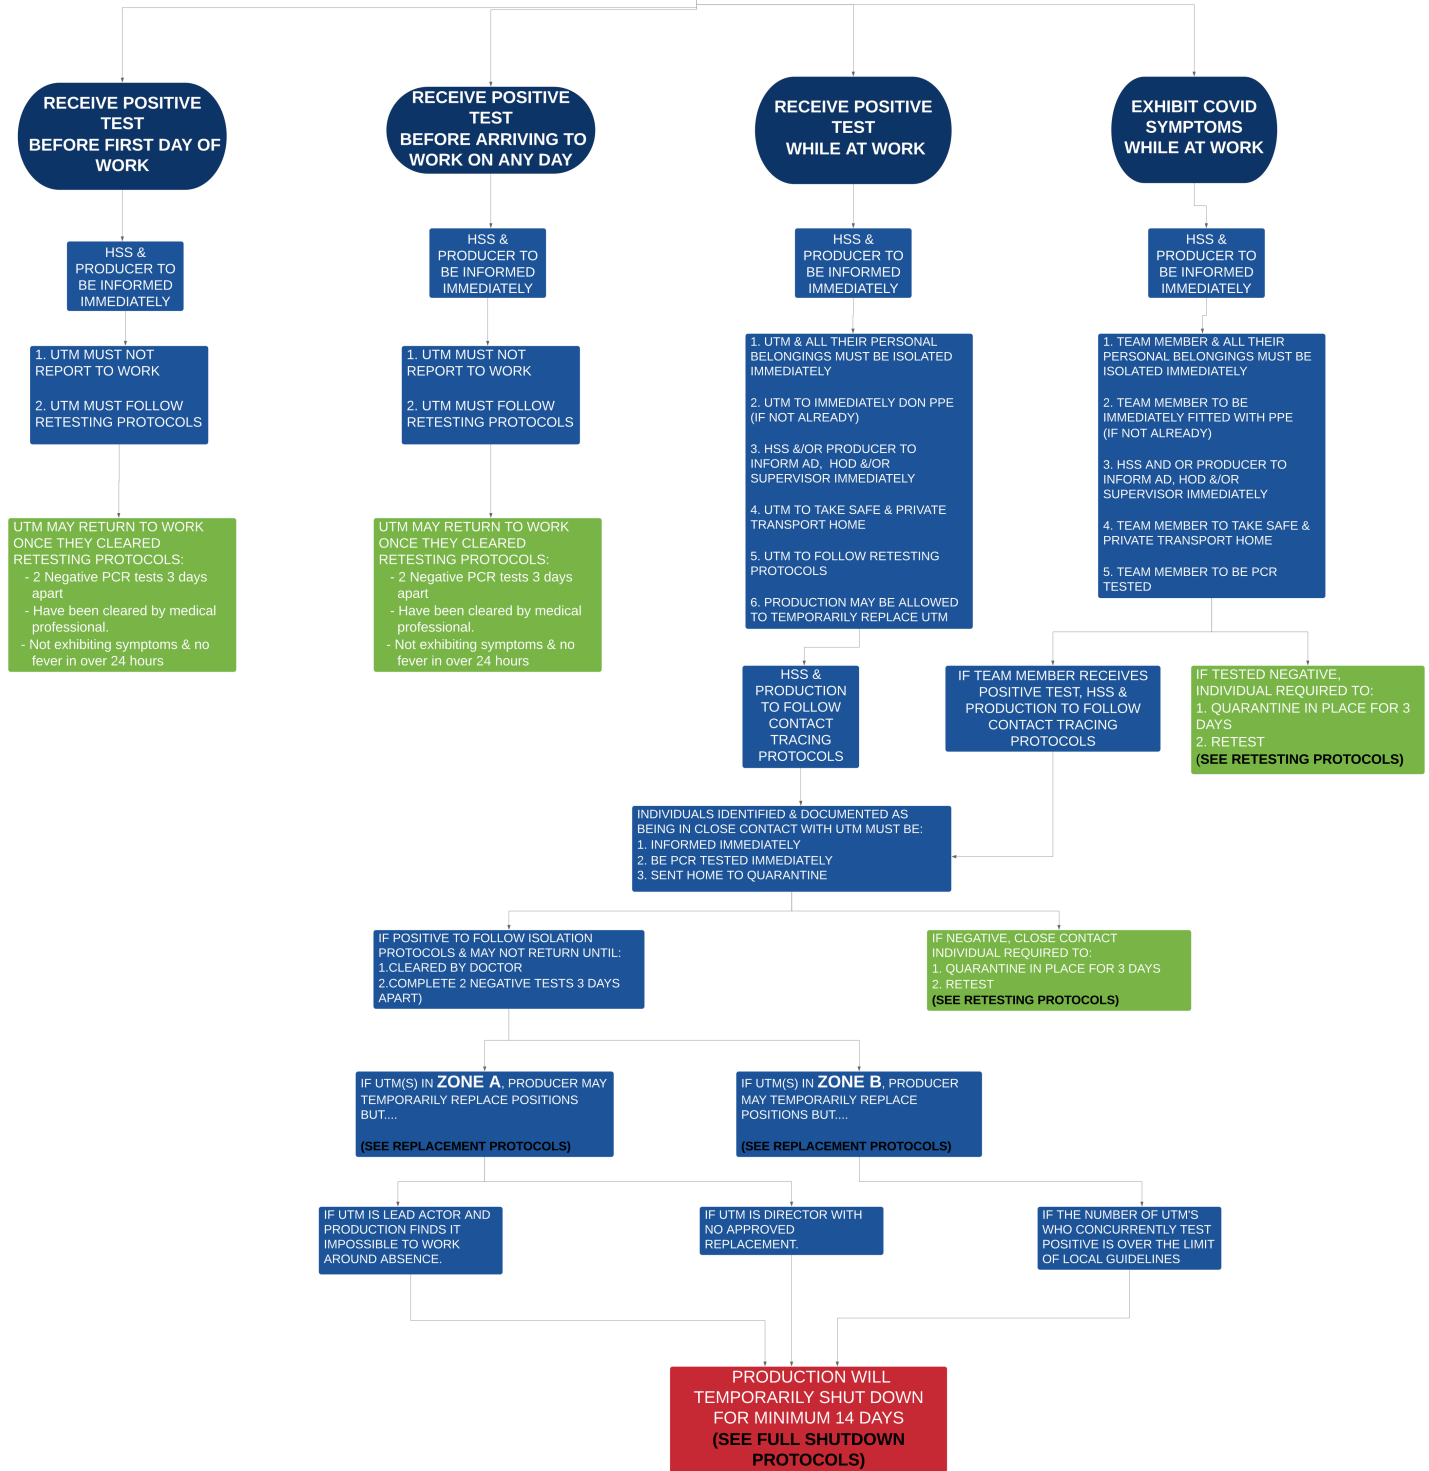 RECEIVE POSITIVE
TEST
BEFORE FIRST DAY OF
WORK
HSS &
PRODUCER TO
BE INFORMED
IMMEDIATELY
1. UTM MUST NOT
REPORT TO WORK
2. UTM MUST FOLLOW
RETESTING PROTOCOLS
UTM MAY RETURN TO WORK
ONCE THEY CLEARED
RETESTING PROTOCOLS:
- 2 Negative PCR tests 3 days
apart
- Have been cleared by medical
professional.
- Not exhibiting symptoms & no
fever in over 24 hours
RECEIVE POSITIVE
TEST
BEFORE ARRIVING TO
WORK ON ANY DAY
HSS &
PRODUCER TO
BE INFORMED
IMMEDIATELY
1. UTM MUST NOT
REPORT TO WORK
2. UTM MUST FOLLOW
RETESTING PROTOCOLS
UTM MAY RETURN TO WORK
ONCE THEY CLEARED
RETESTING PROTOCOLS:
- 2 Negative PCR tests 3 days
apart
- Have been cleared by medical
professional.
- Not exhibiting symptoms & no
fever in over 24 hours
RECEIVE POSITIVE
TEST
WHILE AT WORK
HSS &
PRODUCER TO
BE INFORMED
IMMEDIATELY
1. UTM & ALL THEIR PERSONAL
BELONGINGS MUST BE ISOLATED
IMMEDIATELY
2. UTM TO IMMEDIATELY DON PPE
(IF NOT ALREADY)
3. HSS &/OR PRODUCER TO
INFORM AD, HOD &/OR
SUPERVISOR IMMEDIATELY
4. UTM TO TAKE SAFE & PRIVATE
TRANSPORT HOME
5. UTM TO FOLLOW RETESTING
PROTOCOLS
6. PRODUCTION MAY BE ALLOWED
TO TEMPORARILY REPLACE UTM
HSS &
PRODUCTION
TO FOLLOW
CONTACT
TRACING
PROTOCOLS
EXHIBIT COVID
SYMPTOMS
WHILE AT WORK
HSS &
PRODUCER TO
BE INFORMED
IMMEDIATELY
1. TEAM MEMBER & ALL THEIR
PERSONAL BELONGINGS MUST BE
ISOLATED IMMEDIATELY
2. TEAM MEMBER TO BE
IMMEDIATELY FITTED WITH PPE
(IF NOT ALREADY)
3. HSS AND OR PRODUCER TO
INFORM AD, HOD &/OR
SUPERVISOR IMMEDIATELY
4. TEAM MEMBER TO TAKE SAFE &
PRIVATE TRANSPORT HOME
5. TEAM MEMBER TO BE PCR
TESTED
IF TEAM MEMBER RECEIVES
POSITIVE TEST, HSS &
PRODUCTION TO FOLLOW
CONTACT TRACING
PROTOCOLS
IF TESTED NEGATIVE,
INDIVIDUAL REQUIRED TO:
1. QUARANTINE IN PLACE FOR 3
DAYS
2. RETEST
(SEE RETESTING PROTOCOLS)
INDIVIDUALS IDENTIFIED & DOCUMENTED AS
BEING IN CLOSE CONTACT WITH UTM MUST BE:
1. INFORMED IMMEDIATELY
2. BE PCR TESTED IMMEDIATELY
3. SENT HOME TO QUARANTINE
IF POSITIVE TO FOLLOW ISOLATION
PROTOCOLS & MAY NOT RETURN UNTIL:
1.CLEARED BY DOCTOR
2.COMPLETE 2 NEGATIVE TESTS 3 DAYS
APART)
IF NEGATIVE, CLOSE CONTACT
INDIVIDUAL REQUIRED TO:
1. QUARANTINE IN PLACE FOR 3 DAYS
2. RETEST
(SEE RETESTING PROTOCOLS)
IF UTM(S) IN ZONE A, PRODUCER MAY
TEMPORARILY REPLACE POSITIONS
BUT....
(SEE REPLACEMENT PROTOCOLS)
IF UTM(S) IN ZONE B, PRODUCER
MAY TEMPORARILY REPLACE
POSITIONS BUT....
(SEE REPLACEMENT PROTOCOLS)
IF UTM IS LEAD ACTOR AND
PRODUCTION FINDS IT
IMPOSSIBLE TO WORK
AROUND ABSENCE.
IF UTM IS DIRECTOR WITH
NO APPROVED
REPLACEMENT.
IF THE NUMBER OF UTM'S
WHO CONCURRENTLY TEST
POSITIVE IS OVER THE LIMIT
OF LOCAL GUIDELINES
PRODUCTION WILL
TEMPORARILY SHUT DOWN
FOR MINIMUM 14 DAYS
(SEE FULL SHUTDOWN
PROTOCOLS)